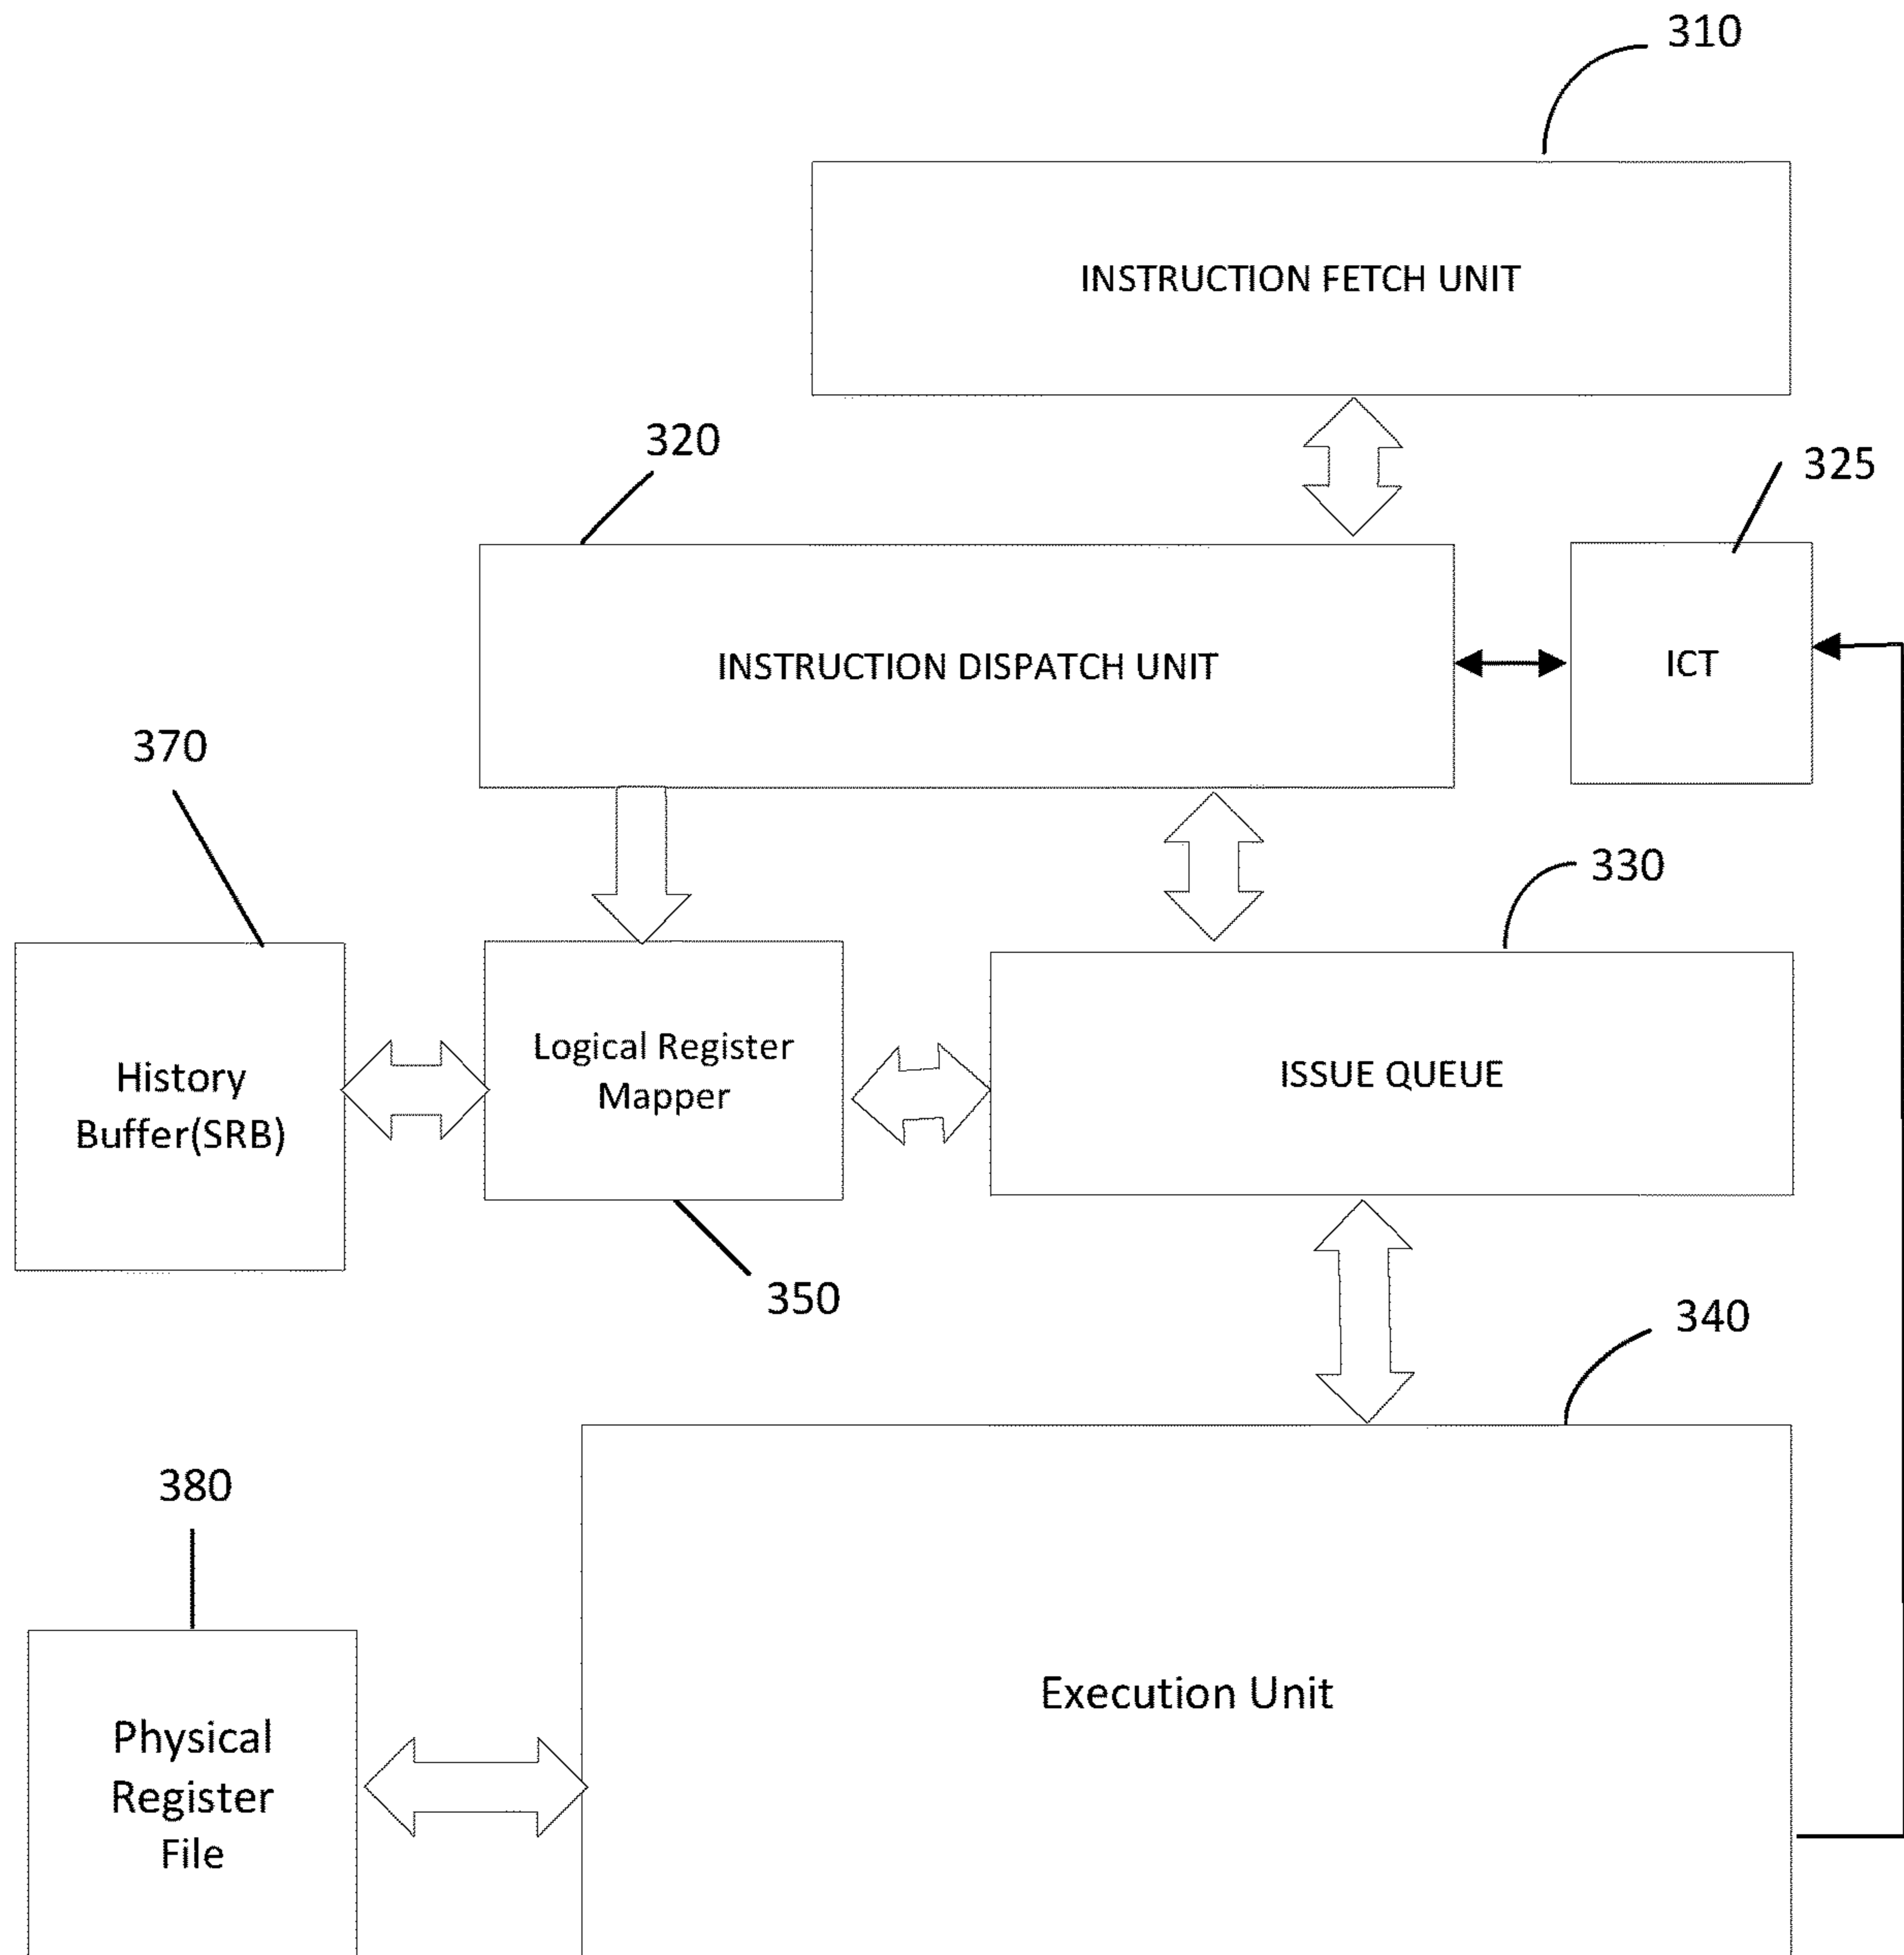 310
INSTRUCTION FETCH UNIT
320
325
INSTRUCTION DISPATCH UNIT
ICT
370
330
History
Buffer(SRB)
Logical Register
Mapper
ISSUE QUEUE
350
340
380
Execution Unit
Physical
Register
File